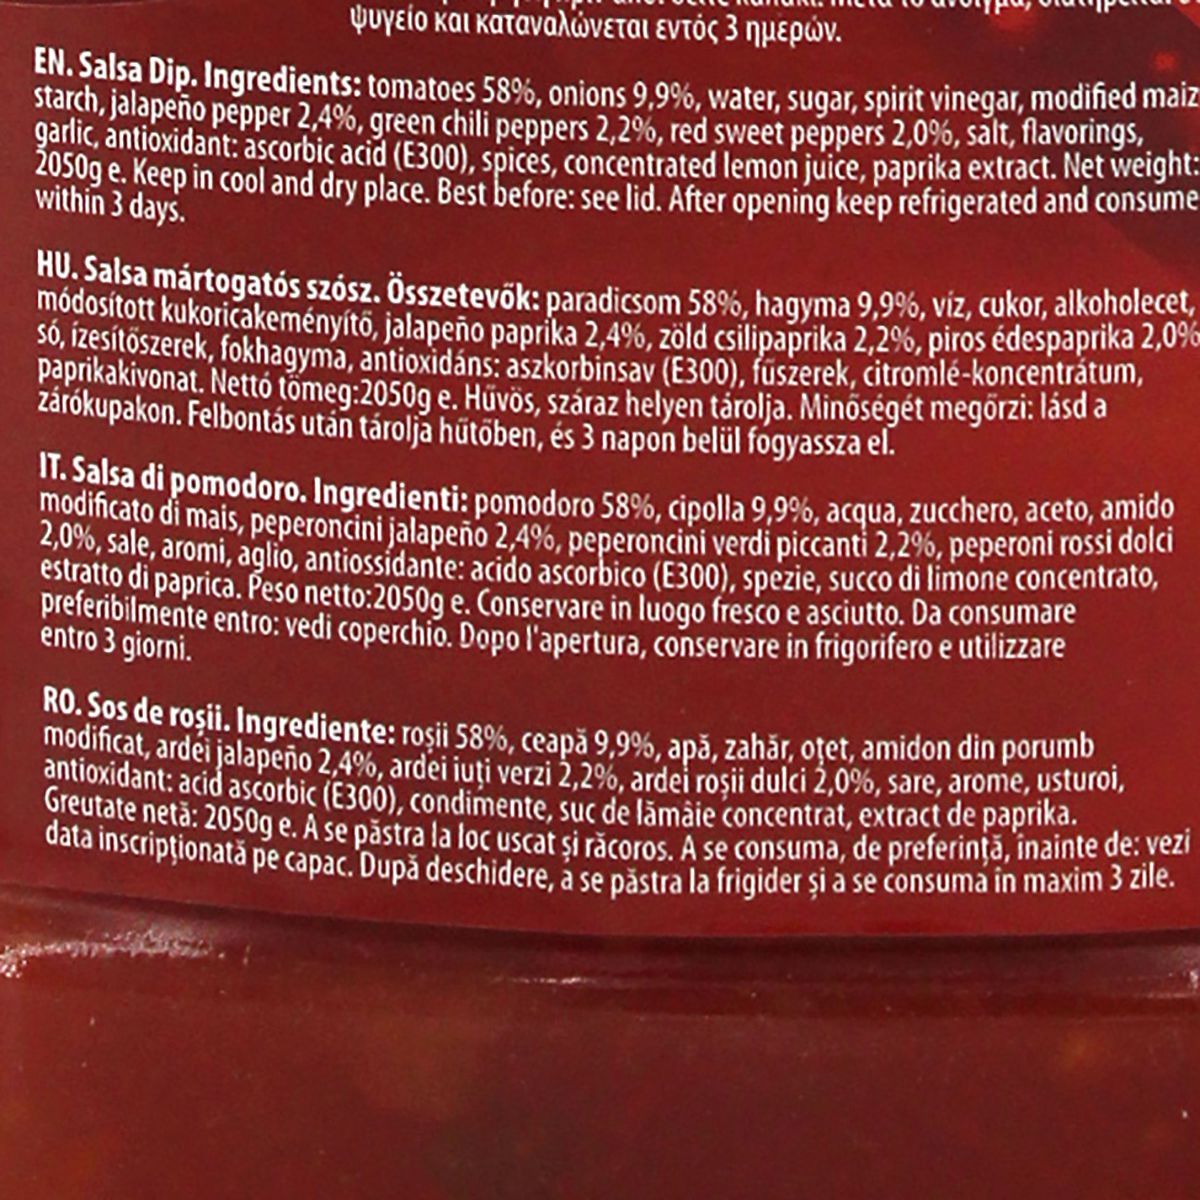 ψυγείο και καταναλώνεται εντός 3 ημερών.
EN. Salsa Dip. Ingredients: tomatoes 58%, onions 9,9%, water, sugar, spirit vinegar, modified maiz
starch, jalapeño pepper 2,4%, green chili peppers 2,2%, red sweet peppers 2,0%, salt, flavorings,
garlic, antioxidant: ascorbic acid (E300), spices, concentrated lemon juice, paprika extract. Net weight:
2050g e. Keep in cool and dry place. Best before: see lid. After opening keep refrigerated and consume
within 3 days.
HU. Salsa mártogatós szósz. Összetevők: paradicsom 58%, hagyma 9,9%, víz, cukor, alkoholecet,
módosított kukoricakeményítő, jalapeño paprika 2,4%, zöld csilipaprika 2,2%, piros édespaprika 2,0%
só, ízesítőszerek, fokhagyma, antioxidáns: aszkorbinsav (E300), fűszerek, citromlé-koncentrátum,
paprikakivonat. Nettó tömeg:2050g e. Hűvös, száraz helyen tárolja. Minőségét megőrzi: lásd a
zárókupakon. Felbontás után tárolja hűtőben, és 3 napon belül fogyassza el.
IT. Salsa di pomodoro. Ingredienti: pomodoro 58%, cipolla 9,9%, acqua, zucchero, aceto, amido
modificato di mais, peperoncini jalapeño 2,4%, peperoncini verdi piccanti 2,2%, peperoni rossi dolci
2,0%, sale, aromi, aglio, antiossidante: acido ascorbico (E300), spezie, succo di limone concentrato,
estratto di paprica. Peso netto:2050g e. Conservare in luogo fresco e asciutto. Da consumare
preferibilmente entro: vedi coperchio. Dopo l'apertura, conservare in frigorifero e utilizzare
entro 3 giorni.
RO. Sos de roșii. Ingrediente: roșii 58%, ceapă 9,9%, apă, zahăr, oțet, amidon din porumb
modificat, ardei jalapeño 2,4%, ardei iuți verzi 2,2%, ardei roșii dulci 2,0%, sare, arome, usturoi,
antioxidant: acid ascorbic (E300), condimente, suc de lămâie concentrat, extract de paprika.
Greutate netă: 2050g e. A se păstra la loc uscat și răcoros. A se consuma, de preferință, înainte de: vezi
data inscripționată pe capac. După deschidere, a se păstra la frigider și a se consuma în maxim 3 zile.